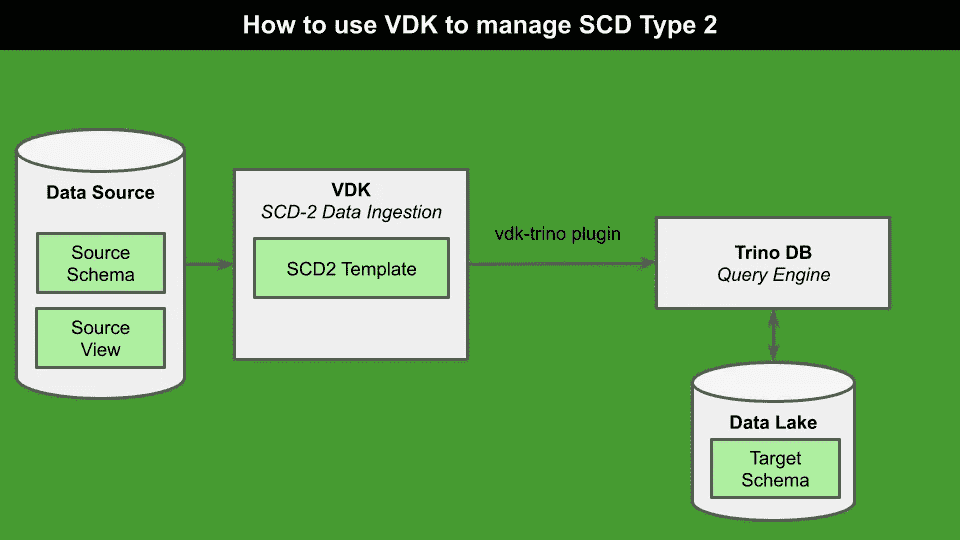 How to use VDK to manage SCD Type 2
Data Source
Source
Schema
Source
View
VDK
SCD-2 Data Ingestion
SCD2 Template
vdk-trino plugin
Trino DB
Query Engine
Data Lake
Target
Schema